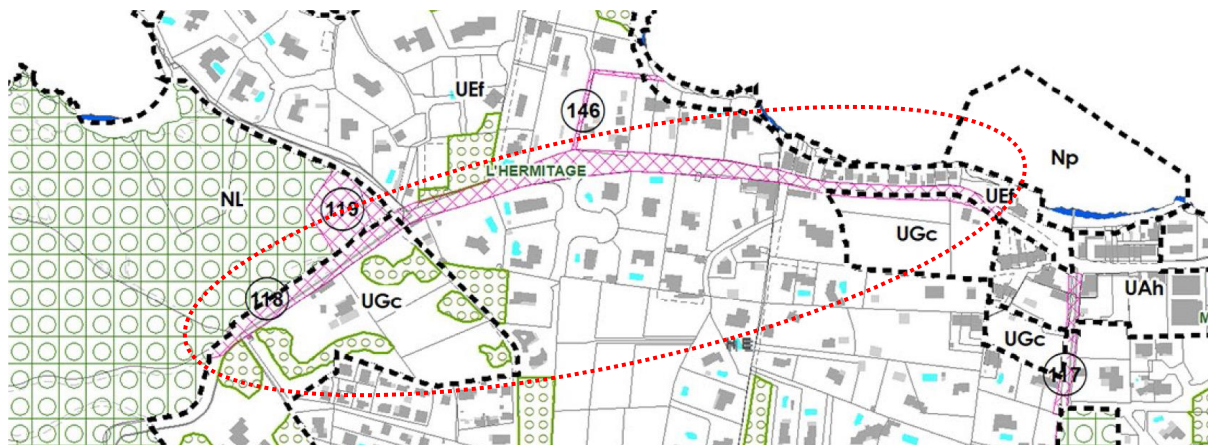 UEf
146
L'HERMITAGE
Np
119
NL
UEf
UGc
118
UGc
UAh
UGc
117